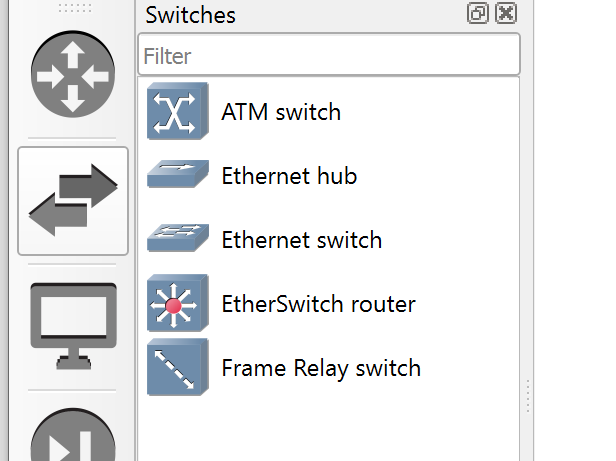 Switches
Filter
ATM switch
Ethernet hub
Ethernet switch
EtherSwitch router
Frame Relay switch